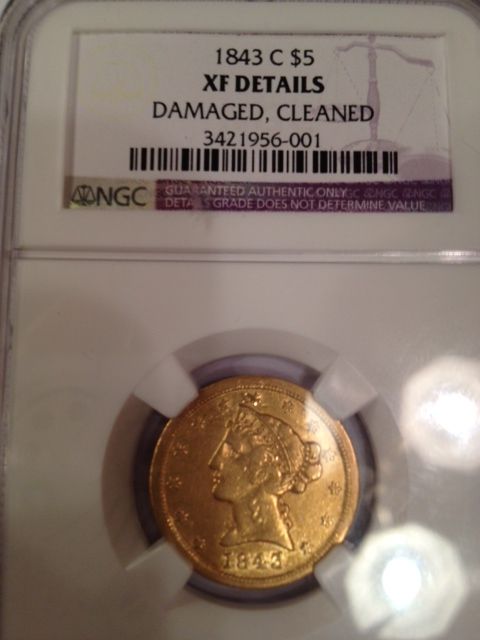 1843 C $5
XF DETAILS
DAMAGED, CLEANED
3421956-001
NGC GUARANTEED AUTHENTIC ONLY
DETAILS GRADE DOES NOT DETERMINE VALUE
1843